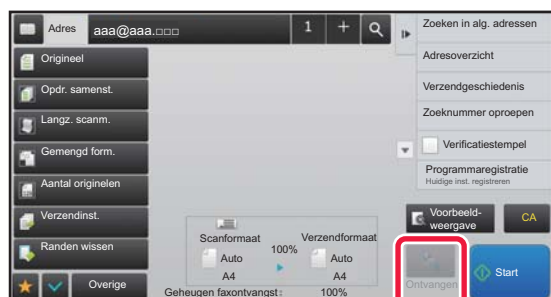 Adres aaa@aaa.□□□ 1 + Zoeken in alg. adressen
Origineel
Opdr. samenst.
Langz. scanm.
Gemengd form.
Aantal originelen
Verzendinst.
Randen wissen
Overige
Adresoverzicht
Verzendgeschiedenis
Zoeknummer oproepen
Verificatiestempel
Programmaregistratie
Huidige inst. registreren
Scanformaat
Auto
A4
100%
Verzendformaat
Auto
A4
Geheugen faxontvangst: 100%
Voorbeeld-
weergave
CA
Ontvangen
Start